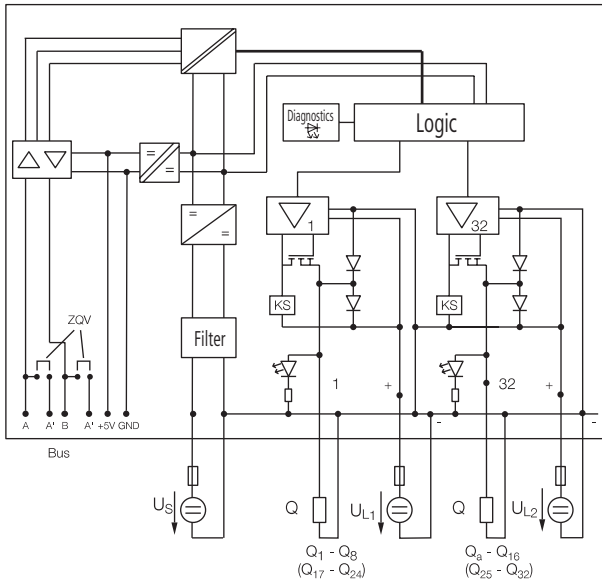 Diagnostics
Logic
=
=
1
32
=
=
KS
KS
ZQV
Filter
1
+
32
+
A A' B A' +5V GND
-
-
Bus
US
Q
UL1
Q
UL2
Q1 - Q8
(Q17 - Q24)
Qa - Q16
(Q25 - Q32)